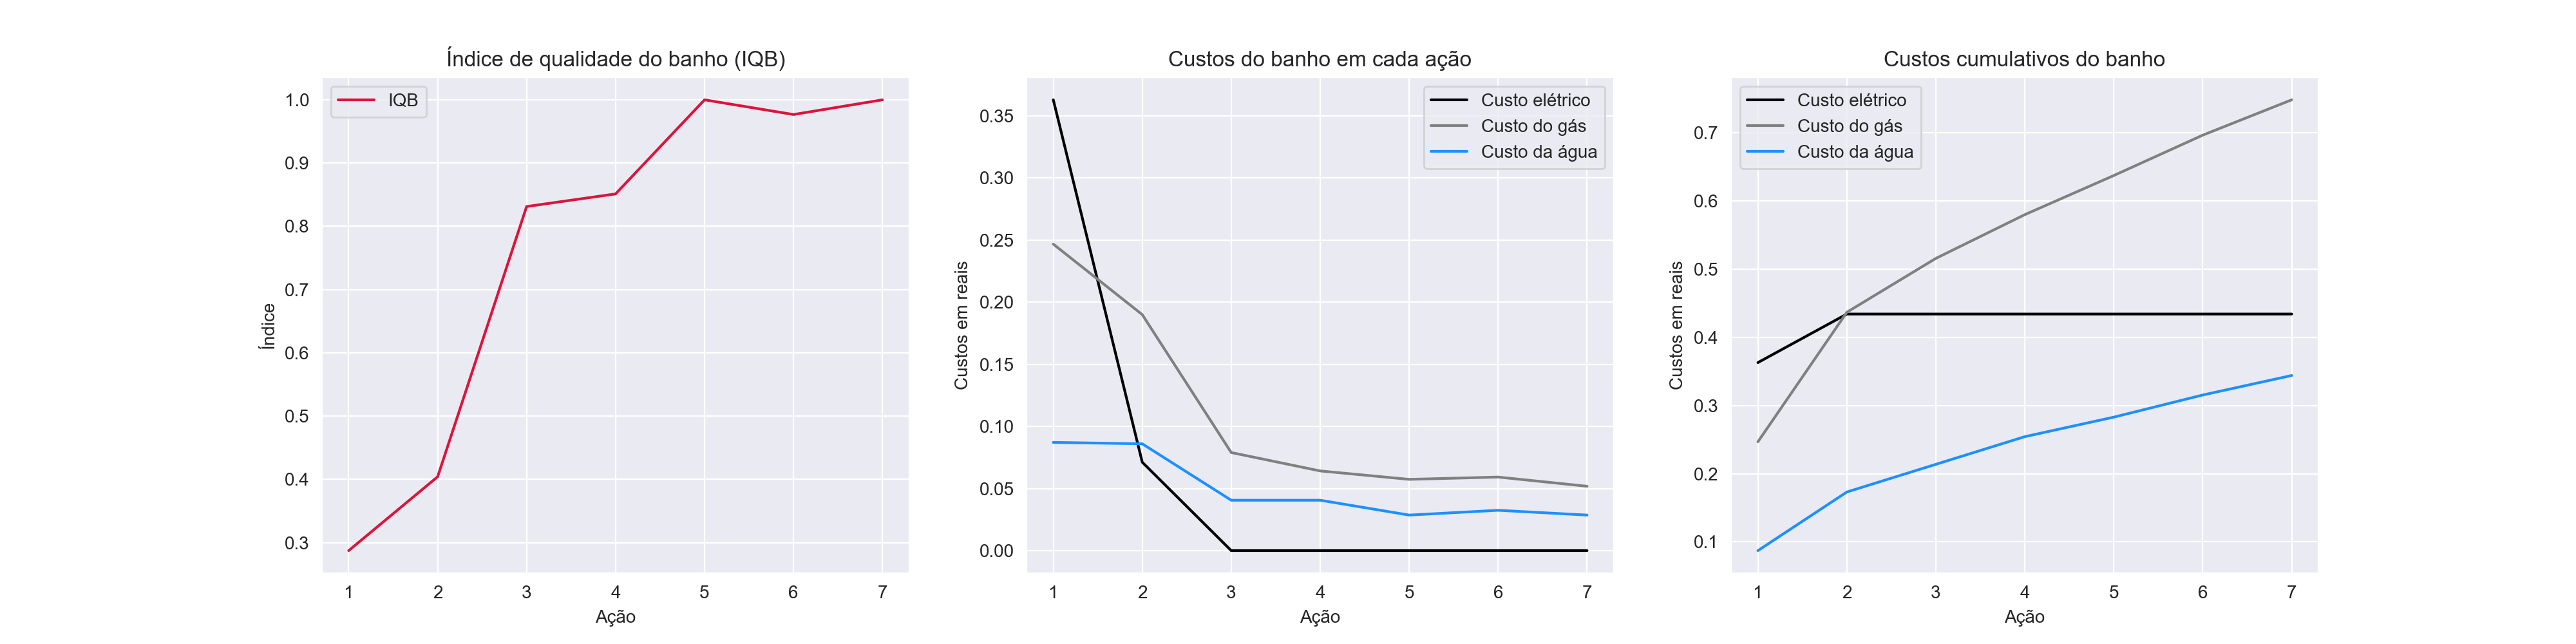 Índice de qualidade do banho (IQB)
IQB
1.0
0.9
0.8
0.7
0.6
0.5
0.4
0.3
Índice
1 2 3 4 5 6 7
Ação
Custos do banho em cada ação
Custo elétrico
Custo do gás
Custo da água
0.35
0.30
0.25
0.20
0.15
0.10
0.05
0.00
Custos em reais
1 2 3 4 5 6 7
Ação
Custos cumulativos do banho
Custo elétrico
Custo do gás
Custo da água
0.7
0.6
0.5
0.4
0.3
0.2
0.1
Custos em reais
1 2 3 4 5 6 7
Ação